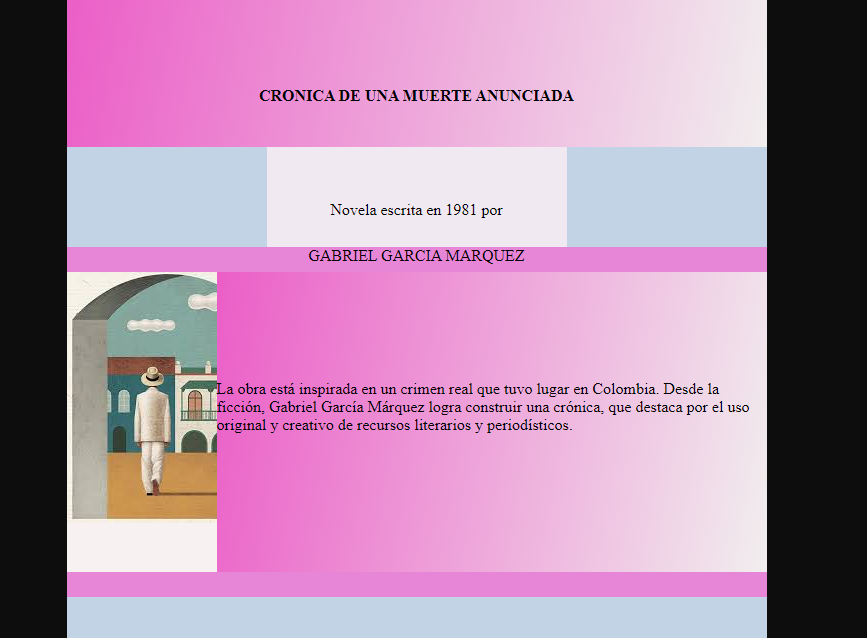 CRONICA DE UNA MUERTE ANUNCIADA
Novela escrita en 1981 por
GABRIEL GARCIA MARQUEZ
La obra está inspirada en un crimen real que tuvo lugar en Colombia. Desde la
ficción, Gabriel García Márquez logra construir una crónica, que destaca por el uso
original y creativo de recursos literarios y periodísticos.